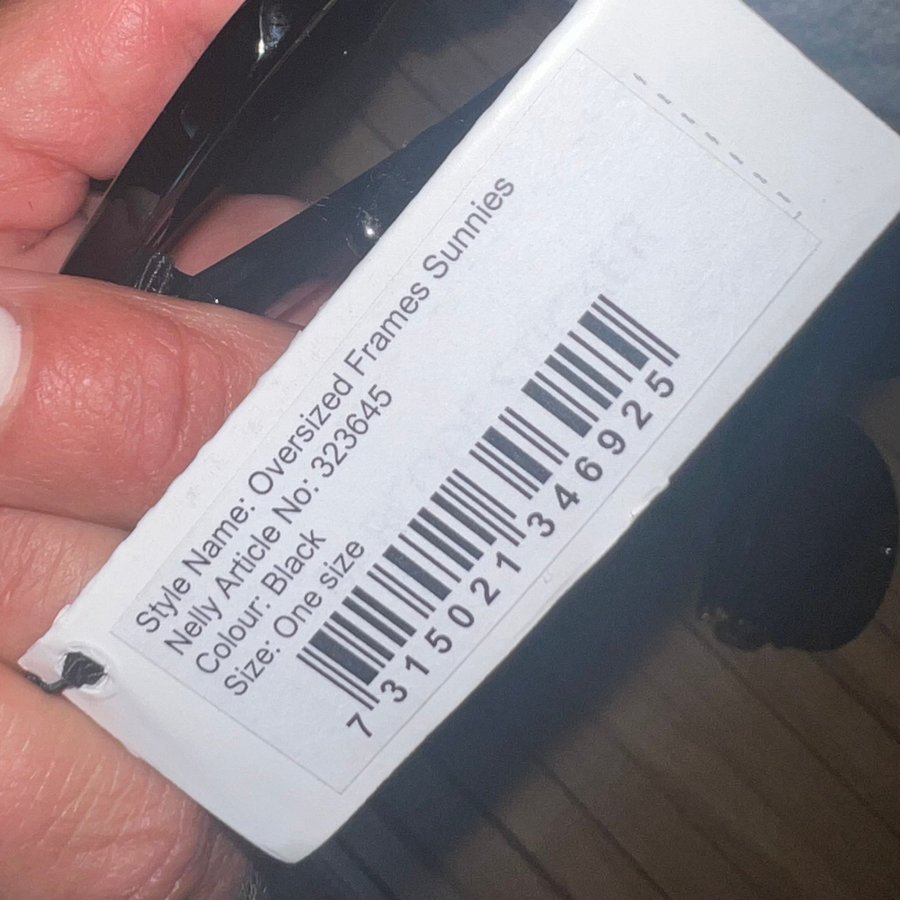 Style Name: Oversized Frames Sunnies
Nelly Article No: 323645
Colour: Black
Size: One size
7 315021 346925